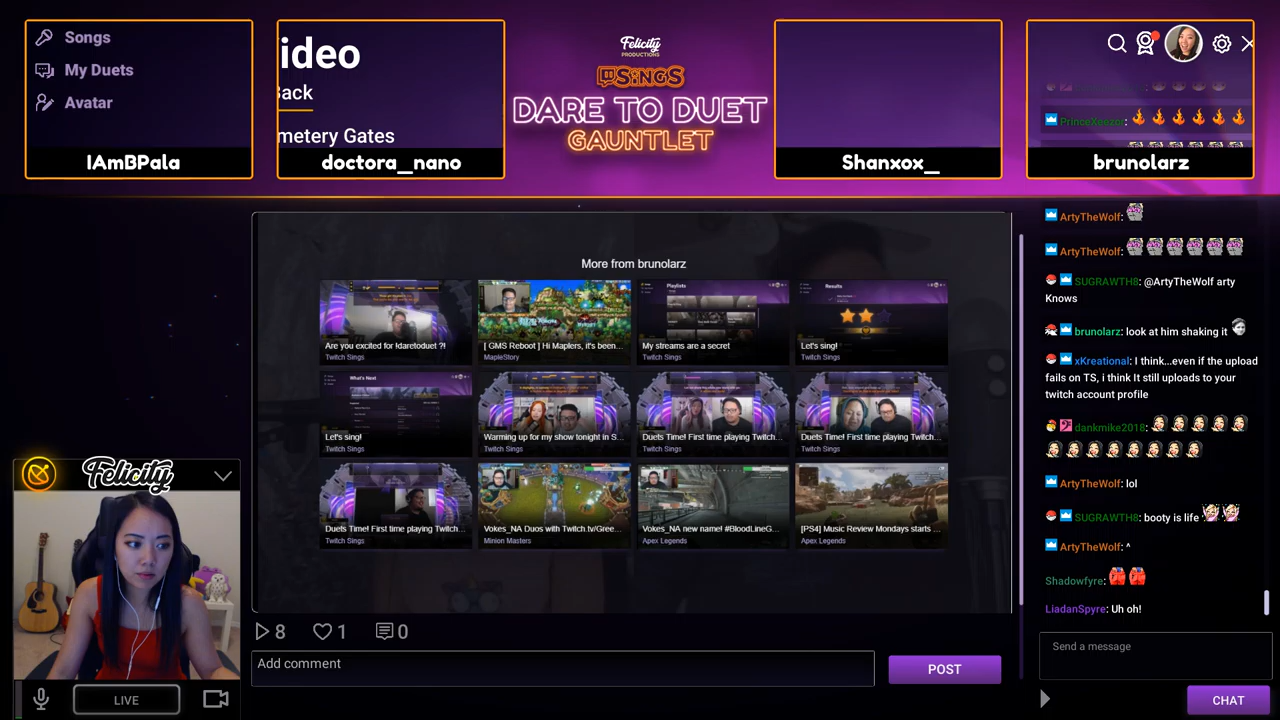 Songs
My Duets
Avatar
IAmBPala
ideo
Back
metery Gates
doctora_nano
Felicity
PRODUCTIONS
SINGS
DARE TO DUET
GAUNTLET
Shanxox_
PrinceXeezor:
brunolarz
More from brunolarz
Are you excited for !daretoduet ?!
Twitch Sings
[ GMS Reboot ] Hi Maplers, it's been...
MapleStory
Playlists
My streams are a secret
Twitch Sings
Results
Let's sing!
Twitch Sings
What's Next
Let's sing!
Twitch Sings
Warming up for my show tonight in S...
Twitch Sings
Duets Time! First time playing Twitch...
Twitch Sings
Duets Time! First time playing Twitch...
Twitch Sings
Duets Time! First time playing Twitch...
Twitch Sings
Vokes_NA Duos with Twitch.tv/Gree...
Minion Masters
Vokes_NA new name! #BloodLineG...
Apex Legends
[PS4] Music Review Mondays starts ...
Apex Legends
8
1
0
Add comment
POST
ArtyTheWolf:
ArtyTheWolf:
SUGRAWTH8: @ArtyTheWolf arty
Knows
brunolarz: look at him shaking it
xKreational: I think...even if the upload
fails on TS, i think It still uploads to your
twitch account profile
dankmike2018:
ArtyTheWolf: lol
SUGRAWTH8: booty is life
ArtyTheWolf: ^
Shadowfyre:
LiadanSpyre: Uh oh!
Send a message
CHAT
Felicity
LIVE